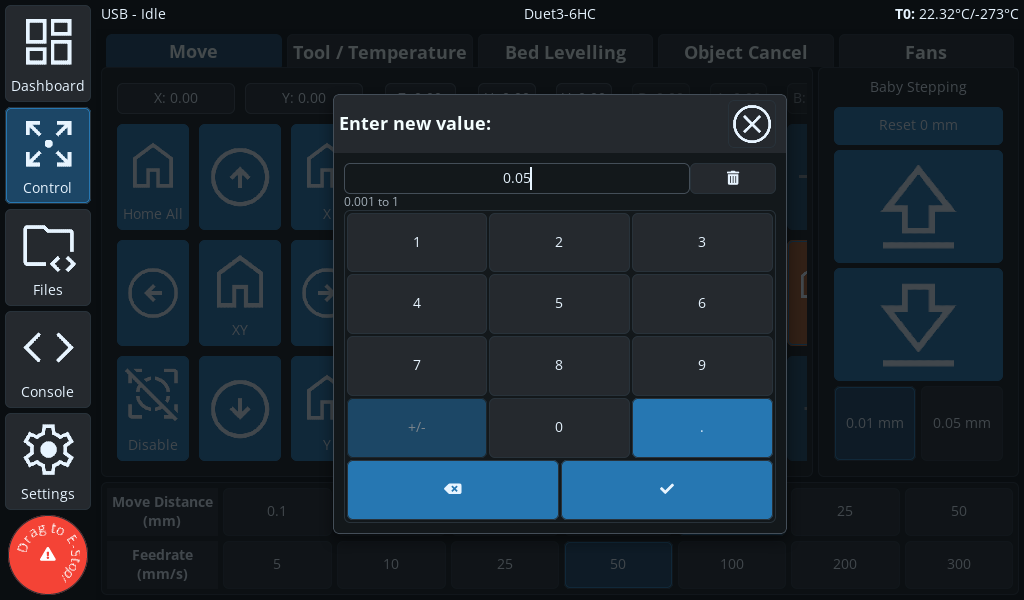 USB - Idle
Duet3-6HC
T0: 22.32°C/-273°C
Dashboard
Control
Files
Console
Settings
Drag to E-Stop!
Move
Tool / Temperature
Bed Levelling
Object Cancel
Fans
X: 0.00
Y: 0.00
B:
Home All
X
XY
Disable
Y
Enter new value:
0.05
0.001 to 1
1
2
3
4
5
6
7
8
9
+/-
0
.
Baby Stepping
Reset 0 mm
0.01 mm
0.05 mm
Move Distance
(mm)
0.1
25
50
Feedrate
(mm/s)
5
10
25
50
100
200
300